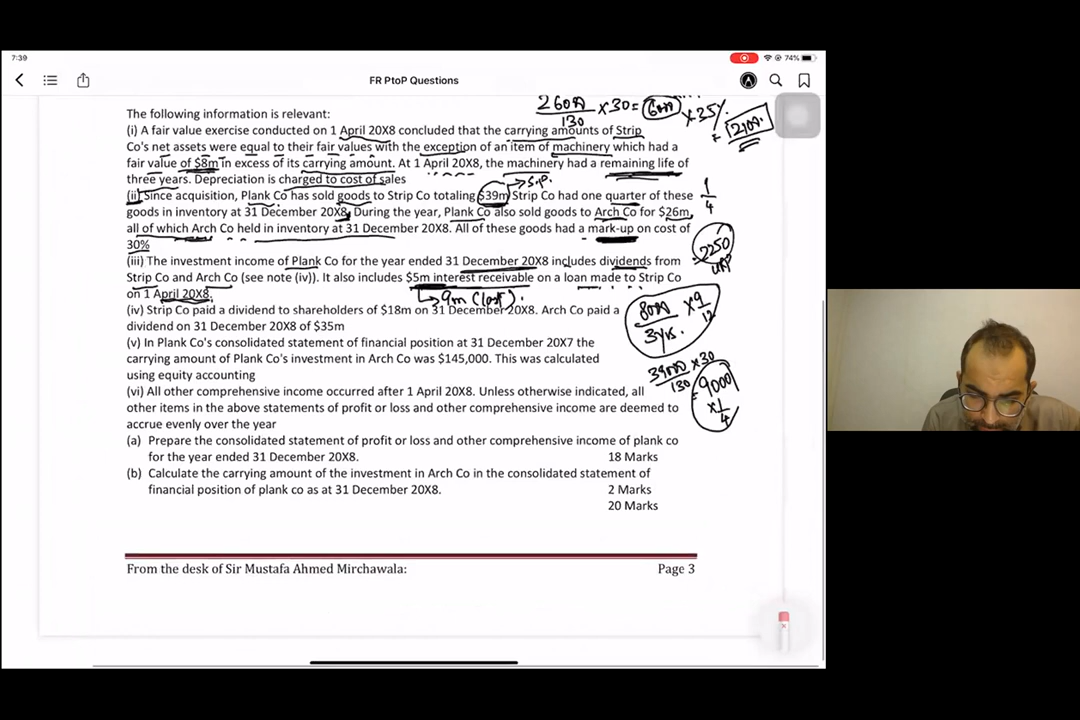 7:39
74%
FR PtoP Questions
26000/130 × 30 = 6000 × 35%
= 2100
The following information is relevant:
(i) A fair value exercise conducted on 1 April 20X8 concluded that the carrying amounts of Strip
Co's net assets were equal to their fair values with the exception of an item of machinery which had a
fair value of $8m in excess of its carrying amount. At 1 April 20X8, the machinery had a remaining life of
three years. Depreciation is charged to cost of sales
(ii) Since acquisition, Plank Co has sold goods to Strip Co totaling $39m Strip Co had one quarter of these
goods in inventory at 31 December 20X8. During the year, Plank Co also sold goods to Arch Co for $26m,
all of which Arch Co held in inventory at 31 December 20X8. All of these goods had a mark-up on cost of
30%
1/4
= 2250
URP
(iii) The investment income of Plank Co for the year ended 31 December 20X8 includes dividends from
Strip Co and Arch Co (see note (iv)). It also includes $5m interest receivable on a loan made to Strip Co
on 1 April 20X8.
→ 9m (last).
8000/3yrs. × 9/12
(iv) Strip Co paid a dividend to shareholders of $18m on 31 December 20X8. Arch Co paid a
dividend on 31 December 20X8 of $35m
(v) In Plank Co's consolidated statement of financial position at 31 December 20X7 the
carrying amount of Plank Co's investment in Arch Co was $145,000. This was calculated
using equity accounting
39000/130 × 30
= 9000
× 1/4
(vi) All other comprehensive income occurred after 1 April 20X8. Unless otherwise indicated, all
other items in the above statements of profit or loss and other comprehensive income are deemed to
accrue evenly over the year
(a) Prepare the consolidated statement of profit or loss and other comprehensive income of plank co
for the year ended 31 December 20X8. 18 Marks
(b) Calculate the carrying amount of the investment in Arch Co in the consolidated statement of
financial position of plank co as at 31 December 20X8. 2 Marks
20 Marks
From the desk of Sir Mustafa Ahmed Mirchawala: Page 3